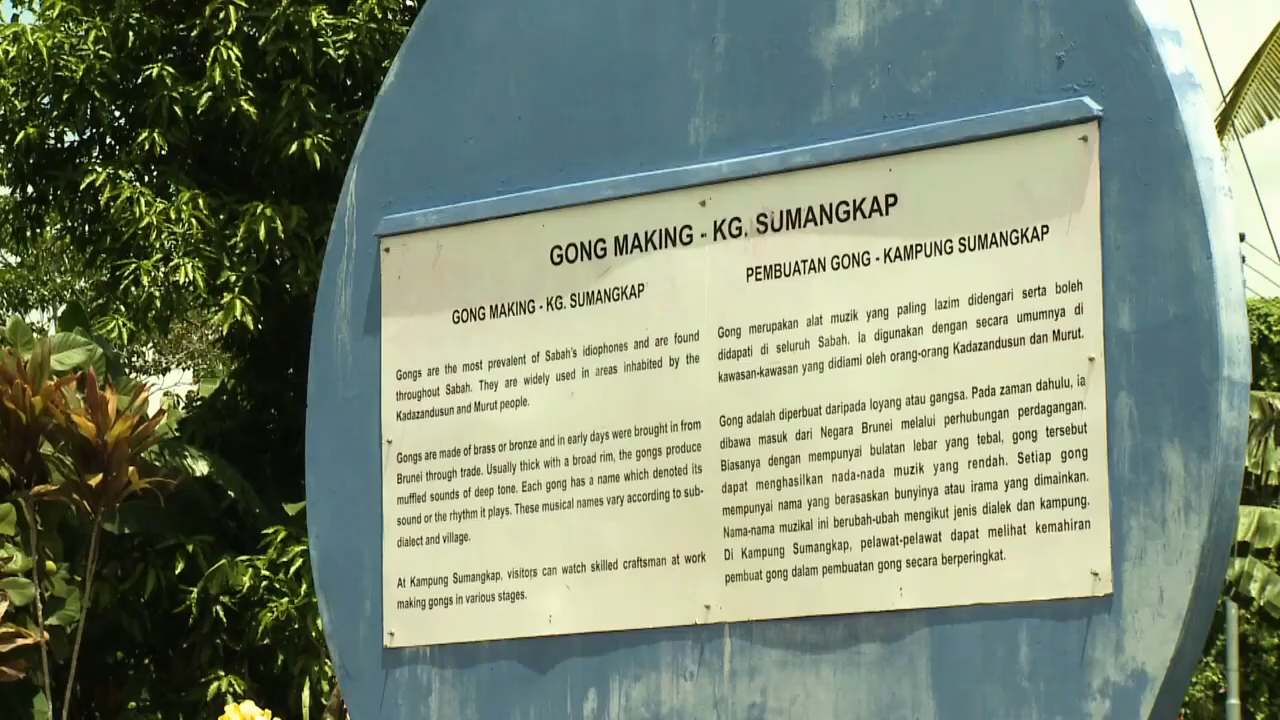 GONG MAKING - KG. SUMANGKAP
GONG MAKING - KG. SUMANGKAP
Gongs are the most prevalent of Sabah's idiophones and are found
throughout Sabah. They are widely used in areas inhabited by the
Kadazandusun and Murut people.
Gongs are made of brass or bronze and in early days were brought in from
Brunei through trade. Usually thick with a broad rim, the gongs produce
muffled sounds of deep tone. Each gong has a name which denoted its
sound or the rhythm it plays. These musical names vary according to sub-
dialect and village.
At Kampung Sumangkap, visitors can watch skilled craftsman at work
making gongs in various stages.
PEMBUATAN GONG - KAMPUNG SUMANGKAP
Gong merupakan alat muzik yang paling lazim didengari serta boleh
didapati di seluruh Sabah. Ia digunakan dengan secara umumnya di
kawasan-kawasan yang didiami oleh orang-orang Kadazandusun dan Murut.
Gong adalah diperbuat daripada loyang atau gangsa. Pada zaman dahulu, ia
dibawa masuk dari Negara Brunei melalui perhubungan perdagangan.
Biasanya dengan mempunyai bulatan lebar yang tebal, gong tersebut
dapat menghasilkan nada-nada muzik yang rendah. Setiap gong
mempunyai nama yang berasaskan bunyinya atau irama yang dimainkan.
Nama-nama muzikal ini berubah-ubah mengikut jenis dialek dan kampung.
Di Kampung Sumangkap, pelawat-pelawat dapat melihat kemahiran
pembuat gong dalam pembuatan gong secara berperingkat.